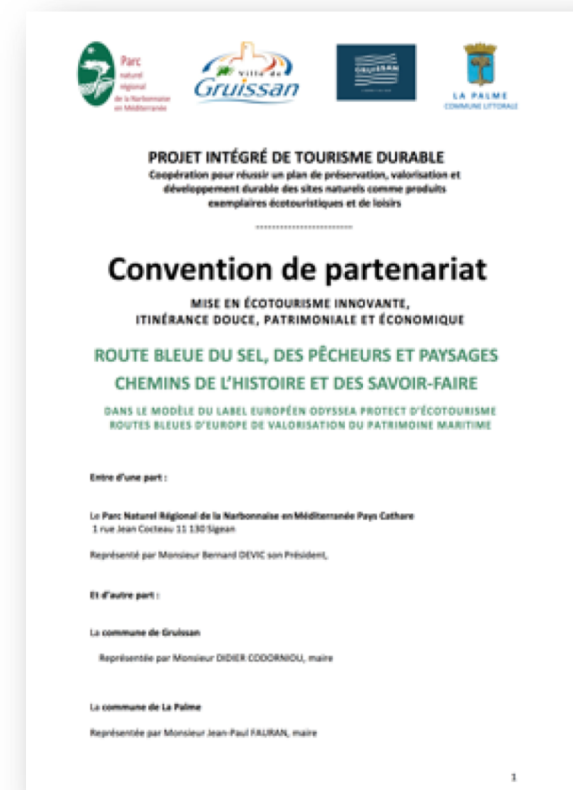 Parc
naturel
régional
de la Narbonnaise
en Méditerranée
Ville de
Gruissan
GRUISSAN
LA PALME
COMMUNE LITTORALE
PROJET INTÉGRÉ DE TOURISME DURABLE
Coopération pour réussir un plan de préservation, valorisation et
développement durable des sites naturels comme produits
exemplaires écotouristiques et de loisirs
------------------------
Convention de partenariat
MISE EN ÉCOTOURISME INNOVANTE,
ITINÉRANCE DOUCE, PATRIMONIALE ET ÉCONOMIQUE
ROUTE BLEUE DU SEL, DES PÊCHEURS ET PAYSAGES
CHEMINS DE L'HISTOIRE ET DES SAVOIR-FAIRE
DANS LE MODÈLE DU LABEL EUROPÉEN ODYSSEA PROTECT D'ÉCOTOURISME
ROUTES BLEUES D'EUROPE DE VALORISATION DU PATRIMOINE MARITIME
Entre d'une part :
Le Parc Naturel Régional de la Narbonnaise en Méditerranée Pays Cathare
1 rue Jean Cocteau 11 130 Sigean
Représenté par Monsieur Bernard DEVIC son Président,
Et d'autre part :
La commune de Gruissan
Représentée par Monsieur DIDIER CODORNIOU, maire
La commune de La Palme
Représentée par Monsieur Jean-Paul FAURAN, maire
1